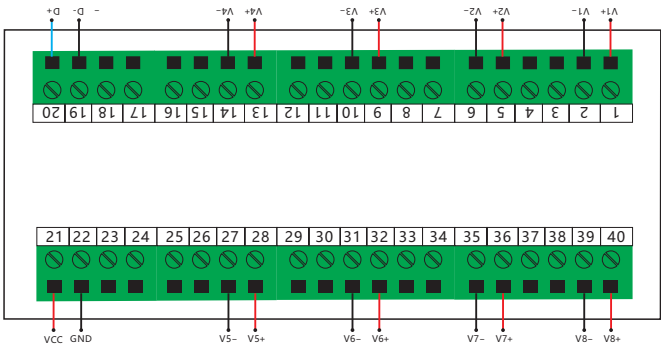 D+ D- - V4- V4+ V3- V3+ V2- V2+ V1- V1+
20 19 18 17 16 15 14 13 12 11 10 9 8 7 6 5 4 3 2 1
21 22 23 24 25 26 27 28 29 30 31 32 33 34 35 36 37 38 39 40
VCC GND V5- V5+ V6- V6+ V7- V7+ V8- V8+